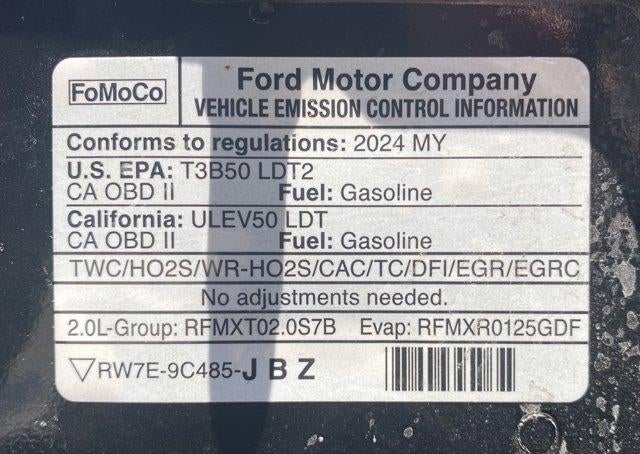 FoMoCo
Ford Motor Company
VEHICLE EMISSION CONTROL INFORMATION
Conforms to regulations: 2024 MY
U.S. EPA: T3B50 LDT2
CA OBD II Fuel: Gasoline
California: ULEV50 LDT
CA OBD II Fuel: Gasoline
TWC/HO2S/WR-HO2S/CAC/TC/DFI/EGR/EGRC
No adjustments needed.
2.0L-Group: RFMXT02.0S7B Evap: RFMXR0125GDF
▽RW7E-9C485-J B Z